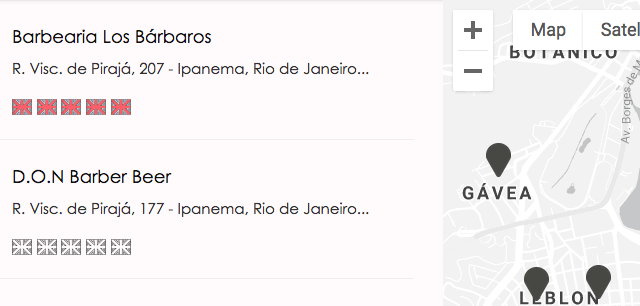 Barbearia Los Bárbaros
R. Visc. de Pirajá, 207 - Ipanema, Rio de Janeiro...
D.O.N Barber Beer
R. Visc. de Pirajá, 177 - Ipanema, Rio de Janeiro...
+
−
Map
Satel
BOTÂNICO
Av. Borges de M
GÁVEA
LEBLON